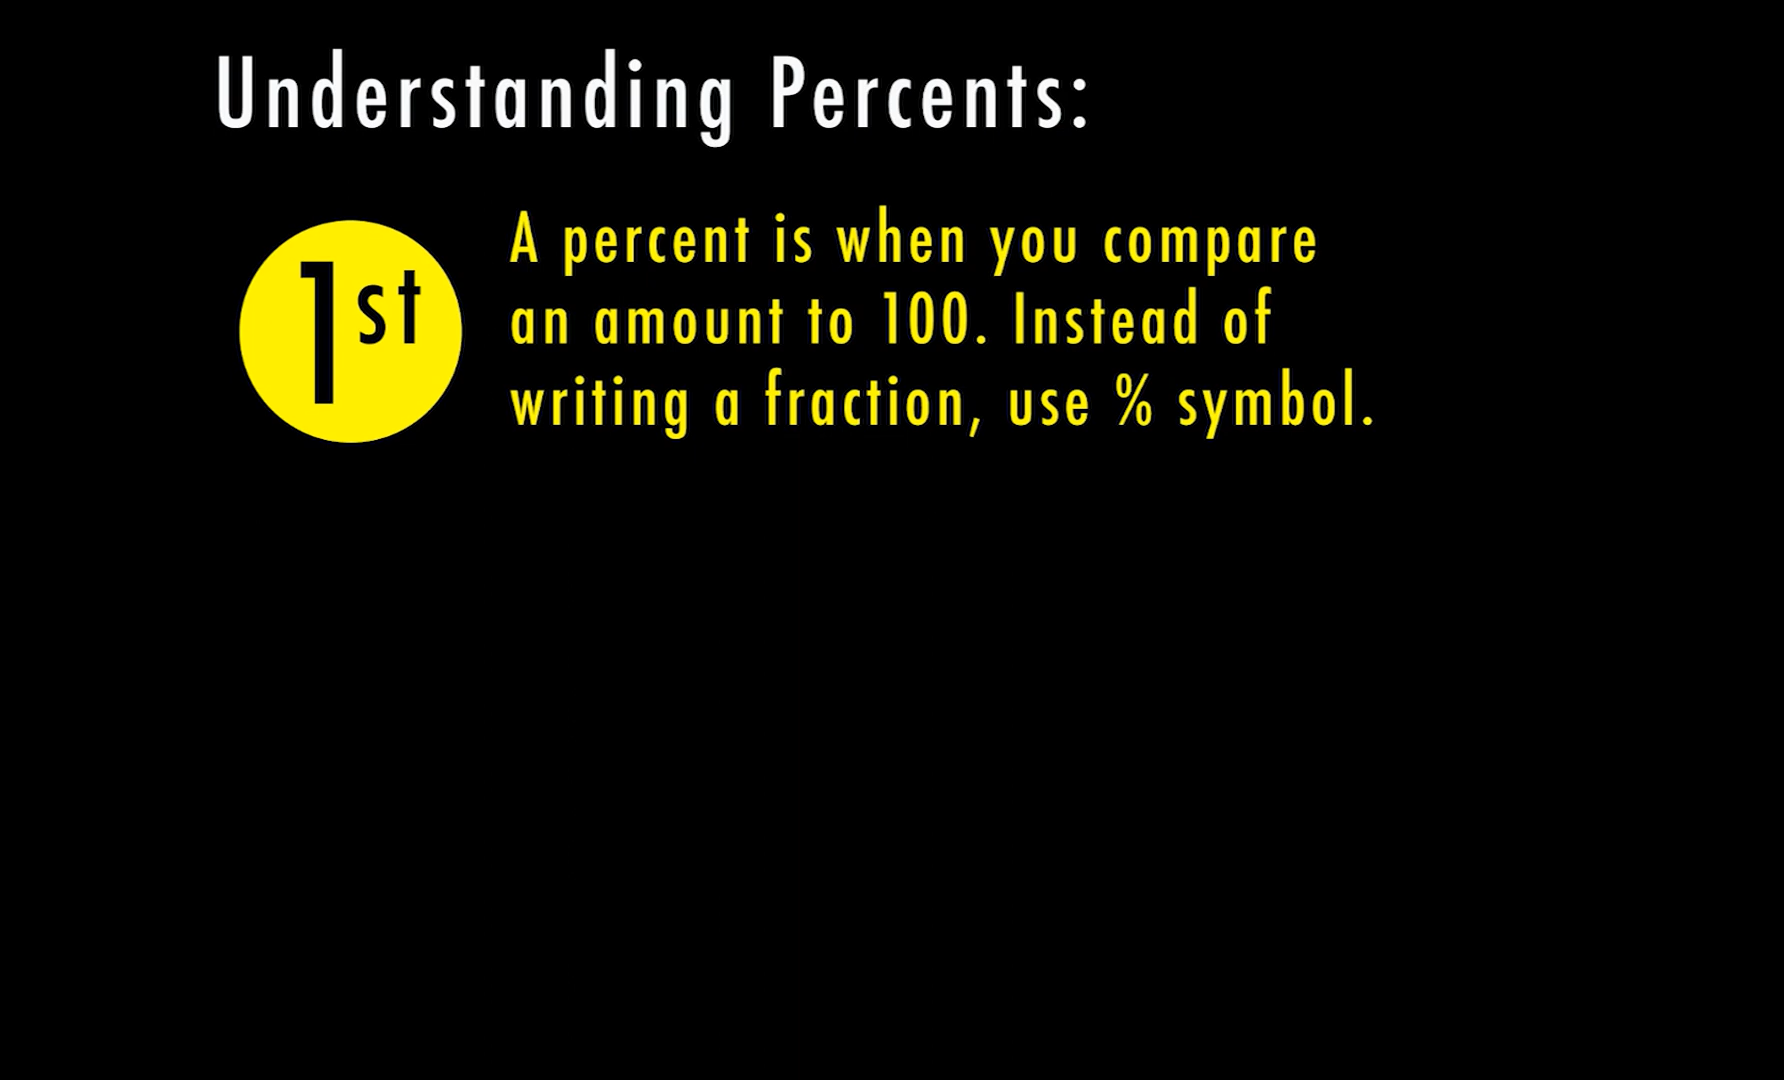 Understanding Percents:
1st
A percent is when you compare
an amount to 100. Instead of
writing a fraction, use % symbol.